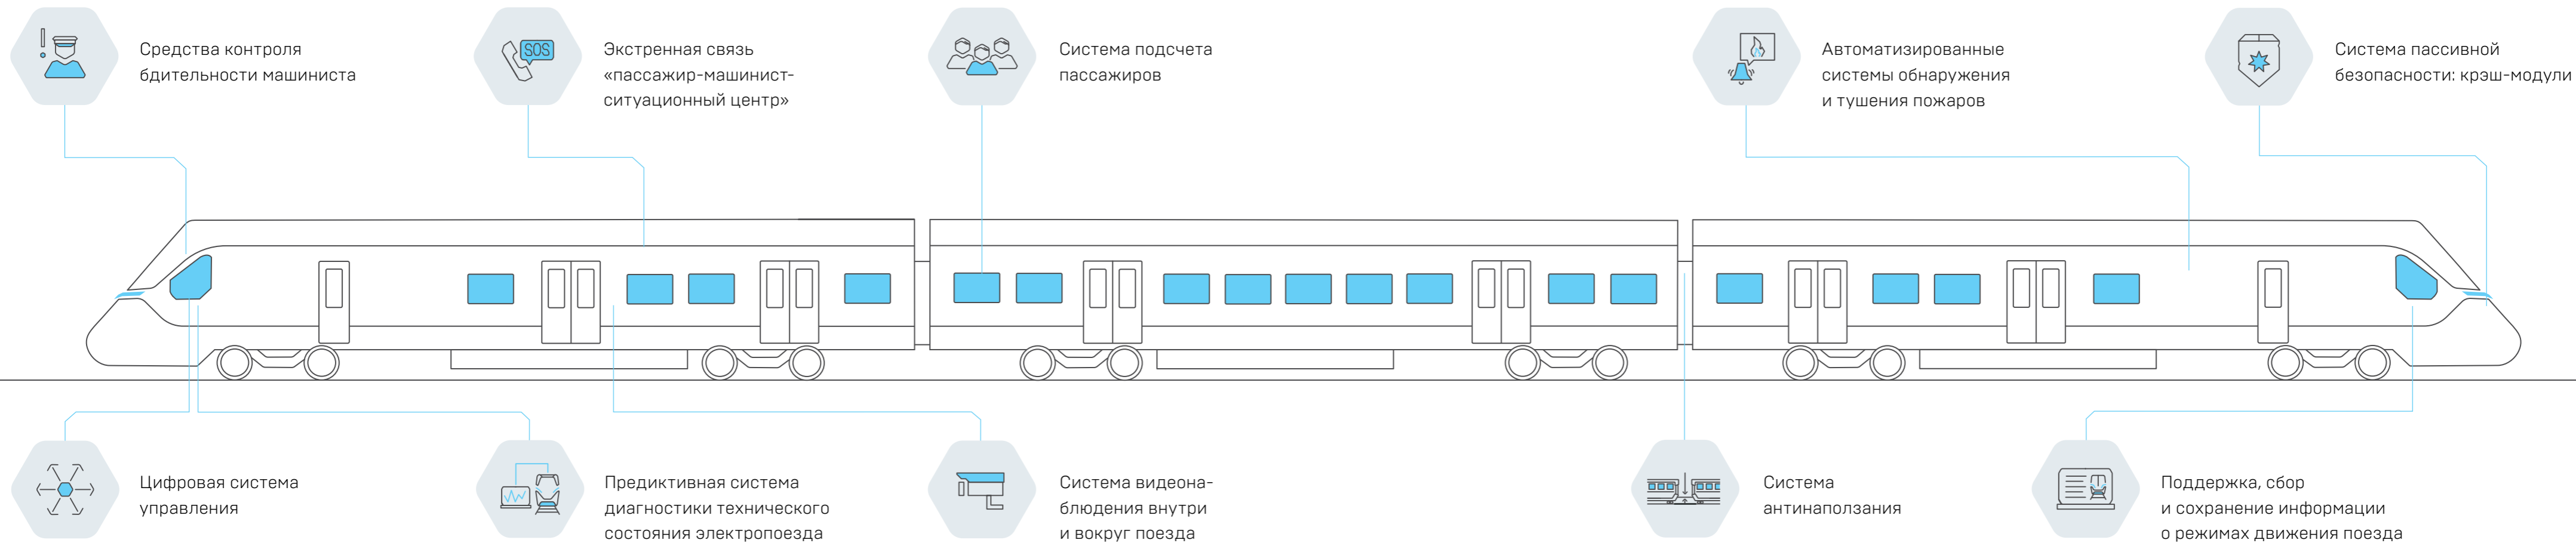 Средства контроля
бдительности машиниста
SOS
Экстренная связь
«пассажир-машинист-
ситуационный центр»
Система подсчета
пассажиров
Автоматизированные
системы обнаружения
и тушения пожаров
Система пассивной
безопасности: крэш-модули
Цифровая система
управления
Предиктивная система
диагностики технического
состояния электропоезда
Система видеона-
блюдения внутри
и вокруг поезда
Система
антинаползания
Поддержка, сбор
и сохранение информации
о режимах движения поезда